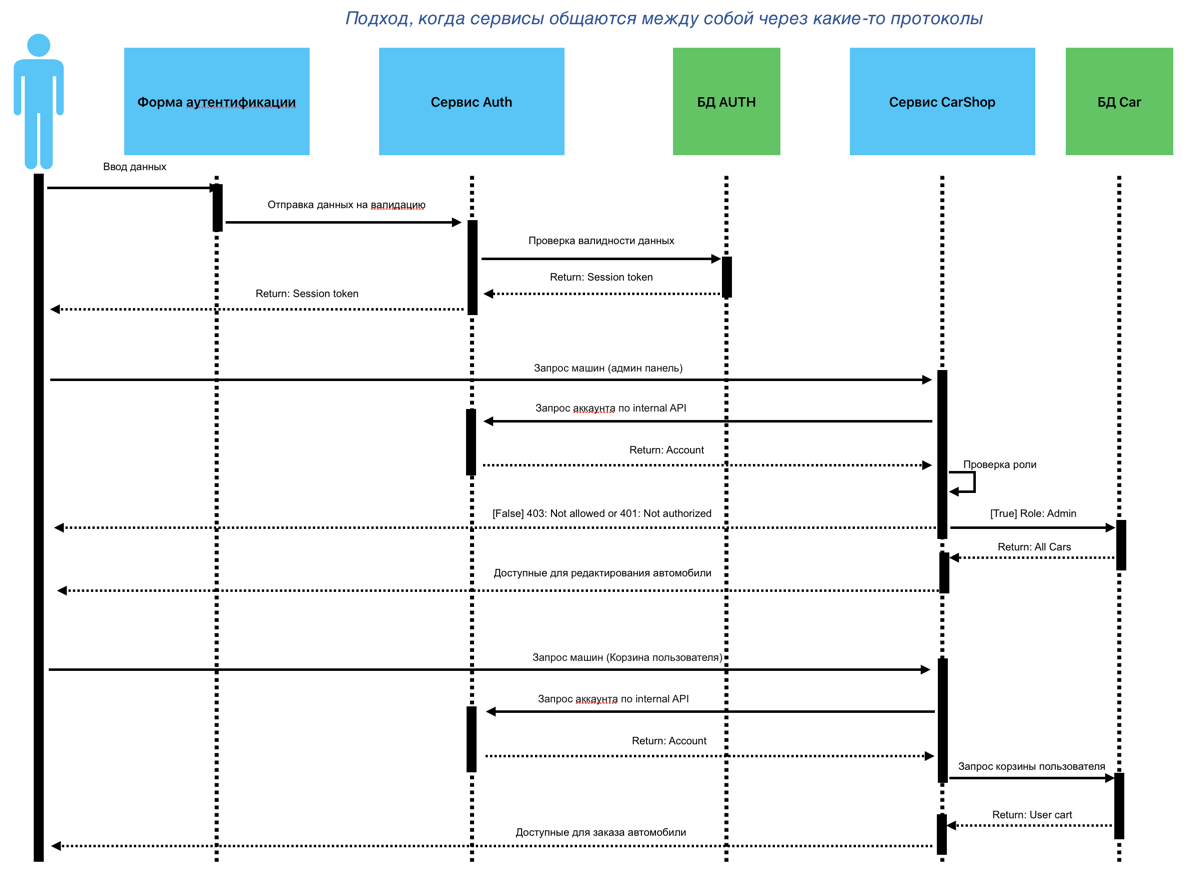 Подход, когда сервисы общаются между собой через какие-то протоколы
Форма аутентификации
Сервис Auth
БД AUTH
Сервис CarShop
БД Car
Ввод данных
Отправка данных на валидацию
Проверка валидности данных
Return: Session token
Return: Session token
Запрос машин (админ панель)
Запрос аккаунта по internal API
Return: Account
Проверка роли
[False] 403: Not allowed or 401: Not authorized
[True] Role: Admin
Return: All Cars
Доступные для редактирования автомобили
Запрос машин (Корзина пользователя)
Запрос аккаунта по internal API
Return: Account
Запрос корзины пользователя
Return: User cart
Доступные для заказа автомобили